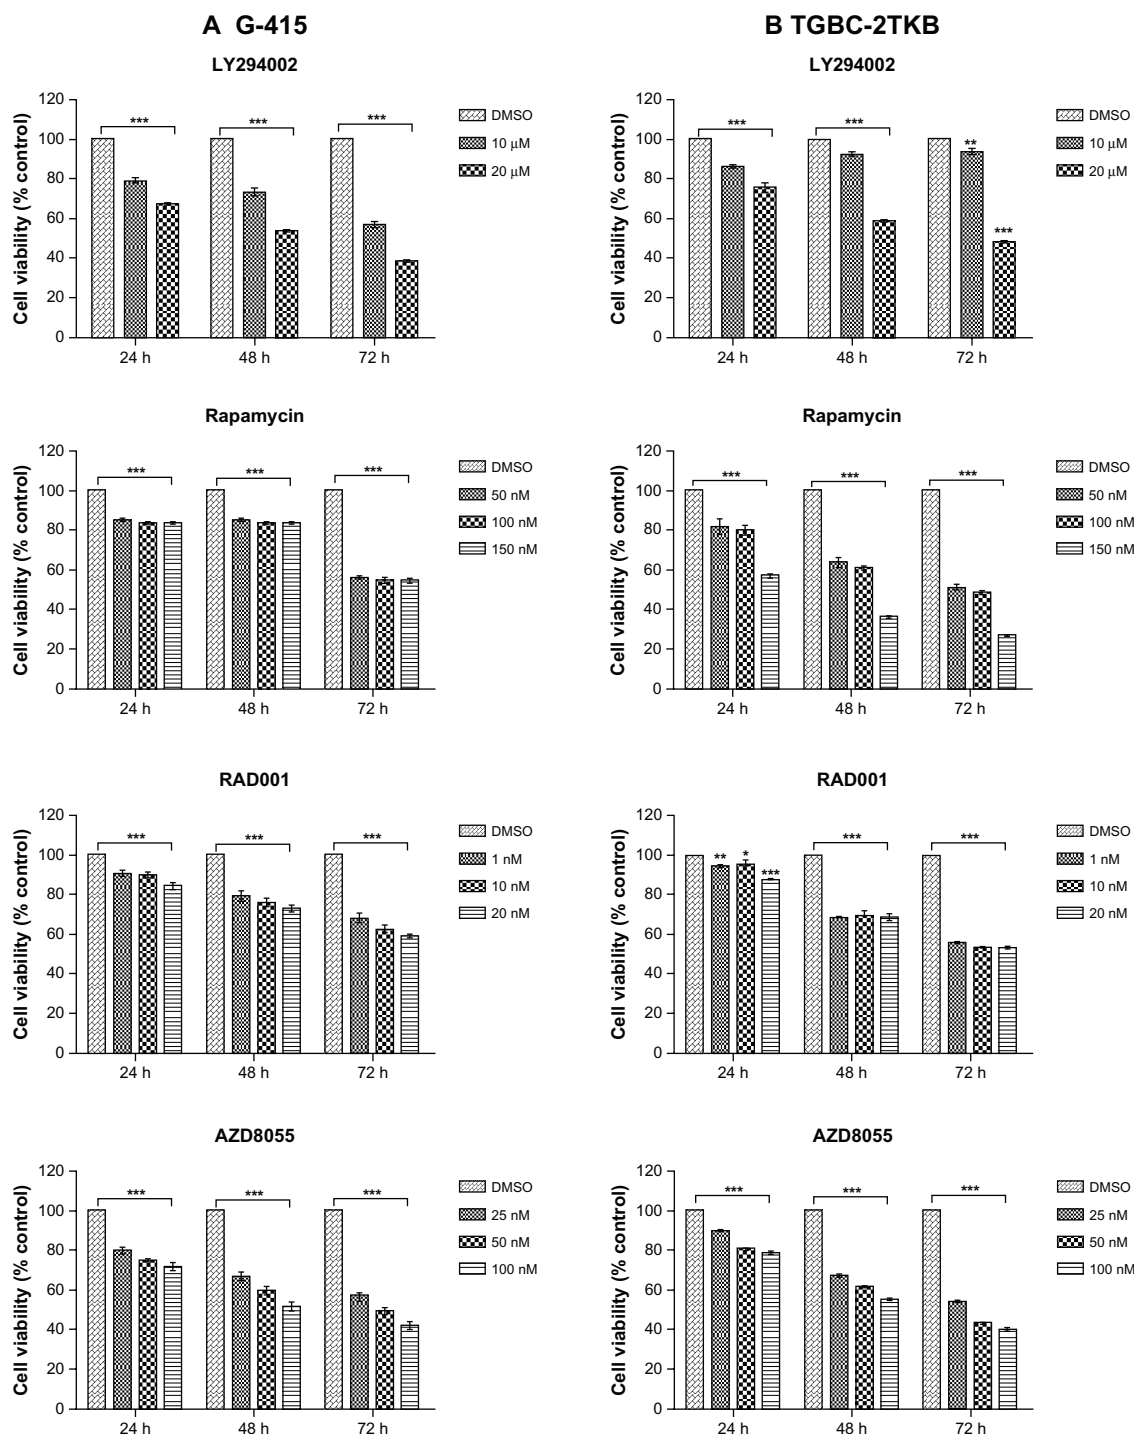 A G-415
LY294002
Cell viability (% control)
120
100
80
60
40
20
0
***
***
***
24 h
48 h
72 h
DMSO
10 µM
20 µM
Rapamycin
Cell viability (% control)
120
100
80
60
40
20
0
***
***
***
24 h
48 h
72 h
DMSO
50 nM
100 nM
150 nM
RAD001
Cell viability (% control)
120
100
80
60
40
20
0
***
***
***
24 h
48 h
72 h
DMSO
1 nM
10 nM
20 nM
AZD8055
Cell viability (% control)
120
100
80
60
40
20
0
***
***
***
24 h
48 h
72 h
DMSO
25 nM
50 nM
100 nM
B TGBC-2TKB
LY294002
Cell viability (% control)
120
100
80
60
40
20
0
***
***
**
***
24 h
48 h
72 h
DMSO
10 µM
20 µM
Rapamycin
Cell viability (% control)
120
100
80
60
40
20
0
***
***
***
24 h
48 h
72 h
DMSO
50 nM
100 nM
150 nM
RAD001
Cell viability (% control)
120
100
80
60
40
20
0
**
*
***
***
***
24 h
48 h
72 h
DMSO
1 nM
10 nM
20 nM
AZD8055
Cell viability (% control)
120
100
80
60
40
20
0
***
***
***
24 h
48 h
72 h
DMSO
25 nM
50 nM
100 nM